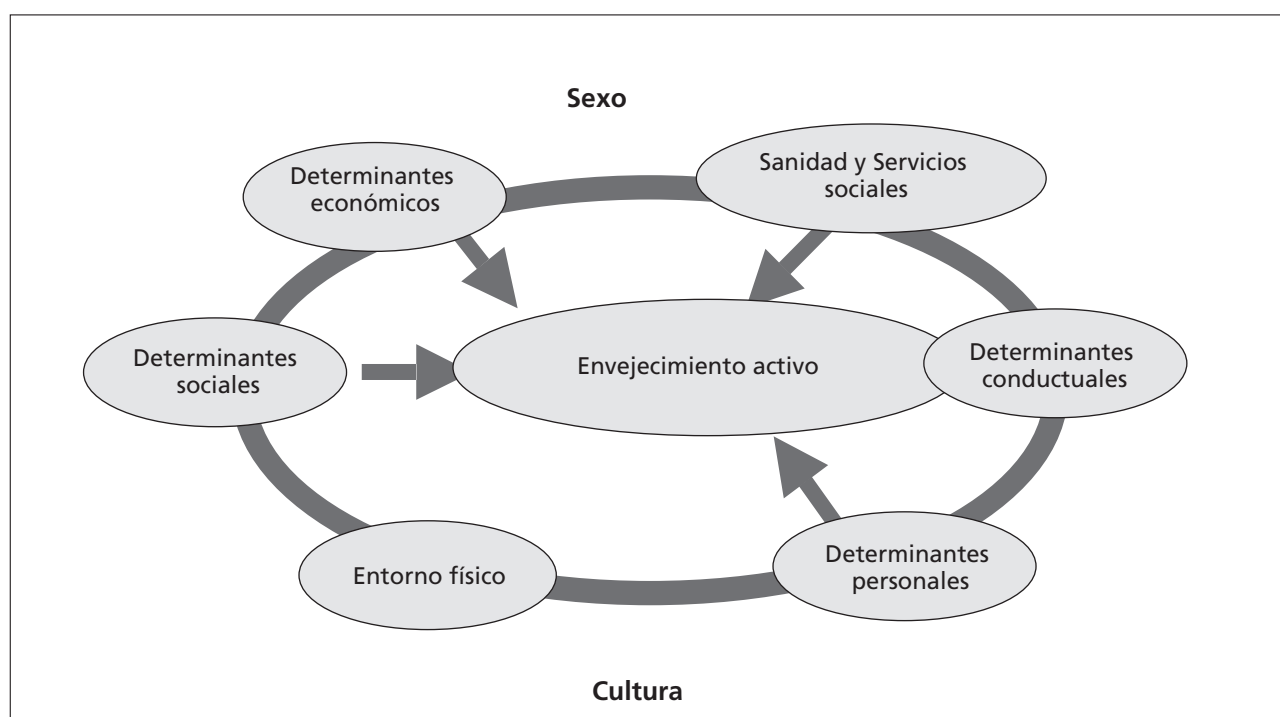 Sexo
Determinantes
económicos
Sanidad y Servicios
sociales
Determinantes
sociales
Envejecimiento activo
Determinantes
conductuales
Entorno físico
Determinantes
personales
Cultura